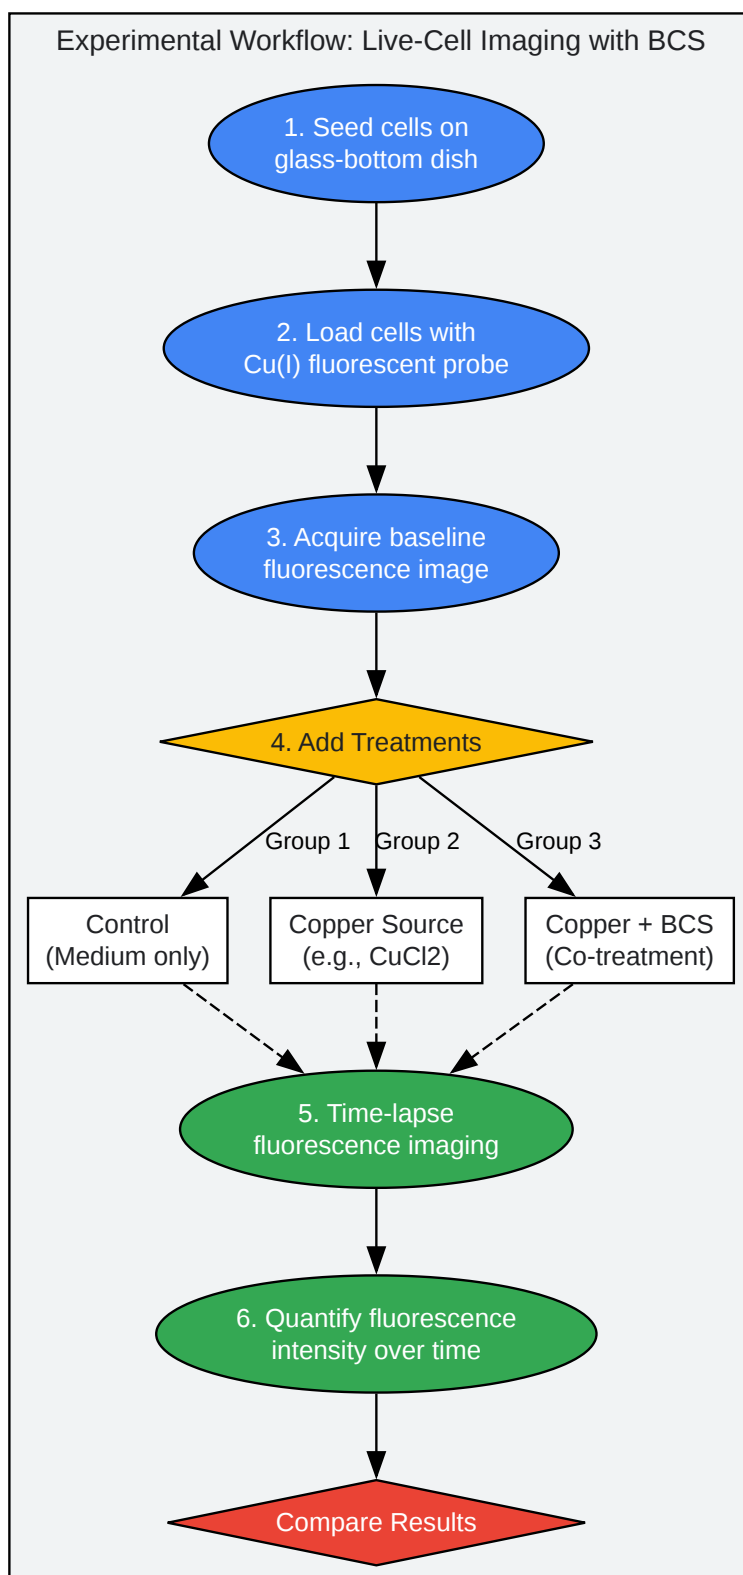 Experimental Workflow: Live-Cell Imaging with BCS
1. Seed cells on
glass-bottom dish
2. Load cells with
Cu(I) fluorescent probe
3. Acquire baseline
fluorescence image
4. Add Treatments
Group 1
Group 2
Group 3
Control
(Medium only)
Copper Source
(e.g., CuCl2)
Copper + BCS
(Co-treatment)
5. Time-lapse
fluorescence imaging
6. Quantify fluorescence
intensity over time
Compare Results